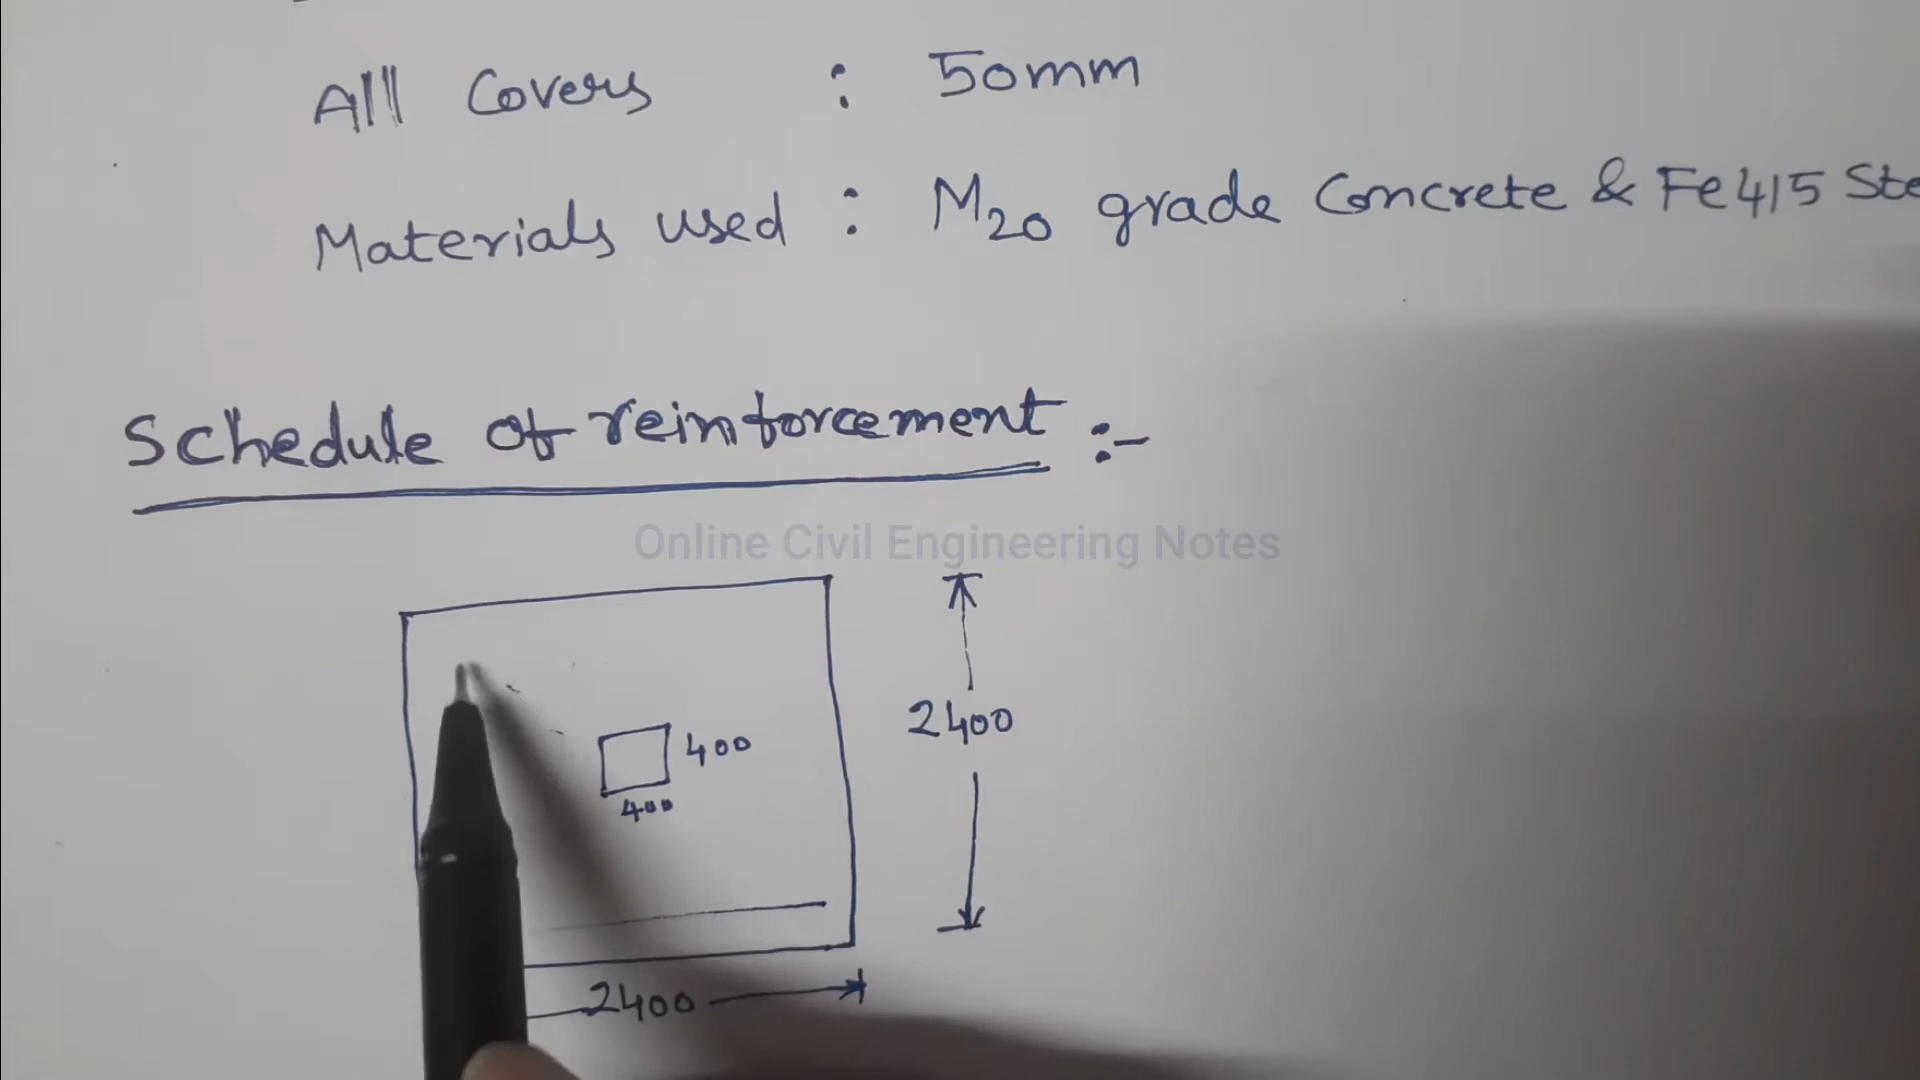 All Covers : 50mm
Materials used : M20 grade Concrete & Fe415 Ste
Schedule of reinforcement :-
Online Civil Engineering Notes
2400
400
400
2400